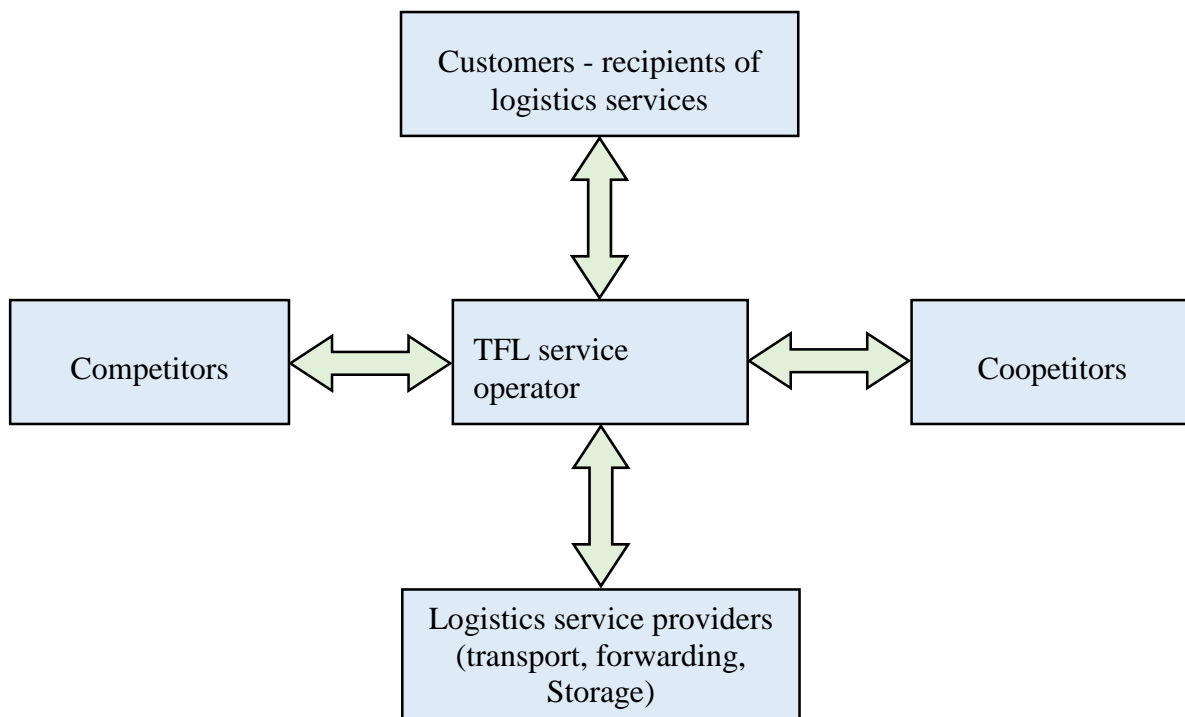 Customers - recipients of
logistics services
Competitors
TFL service
operator
Coopetitors
Logistics service providers
(transport, forwarding,
Storage)